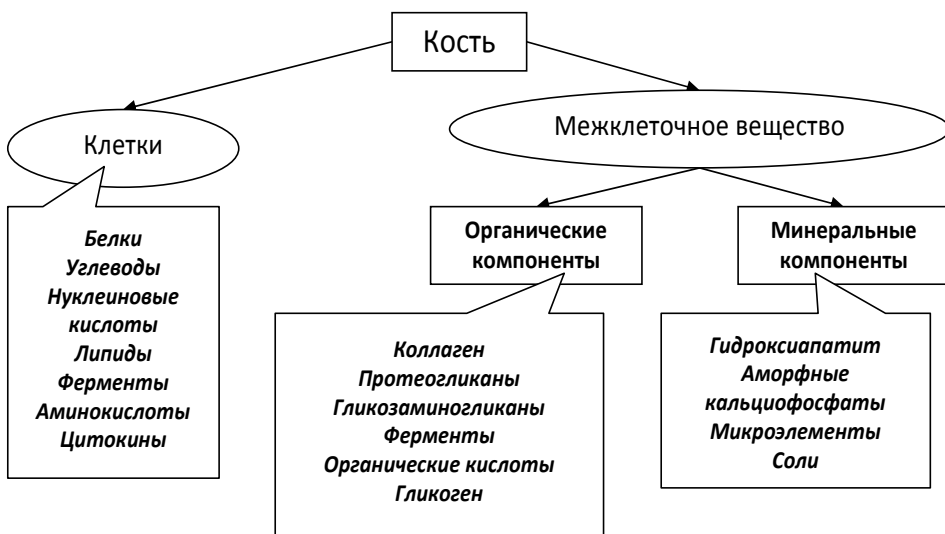 Кость
Клетки
Межклеточное вещество
Белки
Углеводы
Нуклеиновые
кислоты
Липиды
Ферменты
Аминокислоты
Цитокины
Органические
компоненты
Минеральные
компоненты
Коллаген
Протеогликаны
Гликозаминогликаны
Ферменты
Органические кислоты
Гликоген
Гидроксиапатит
Аморфные
кальциофосфаты
Микроэлементы
Соли